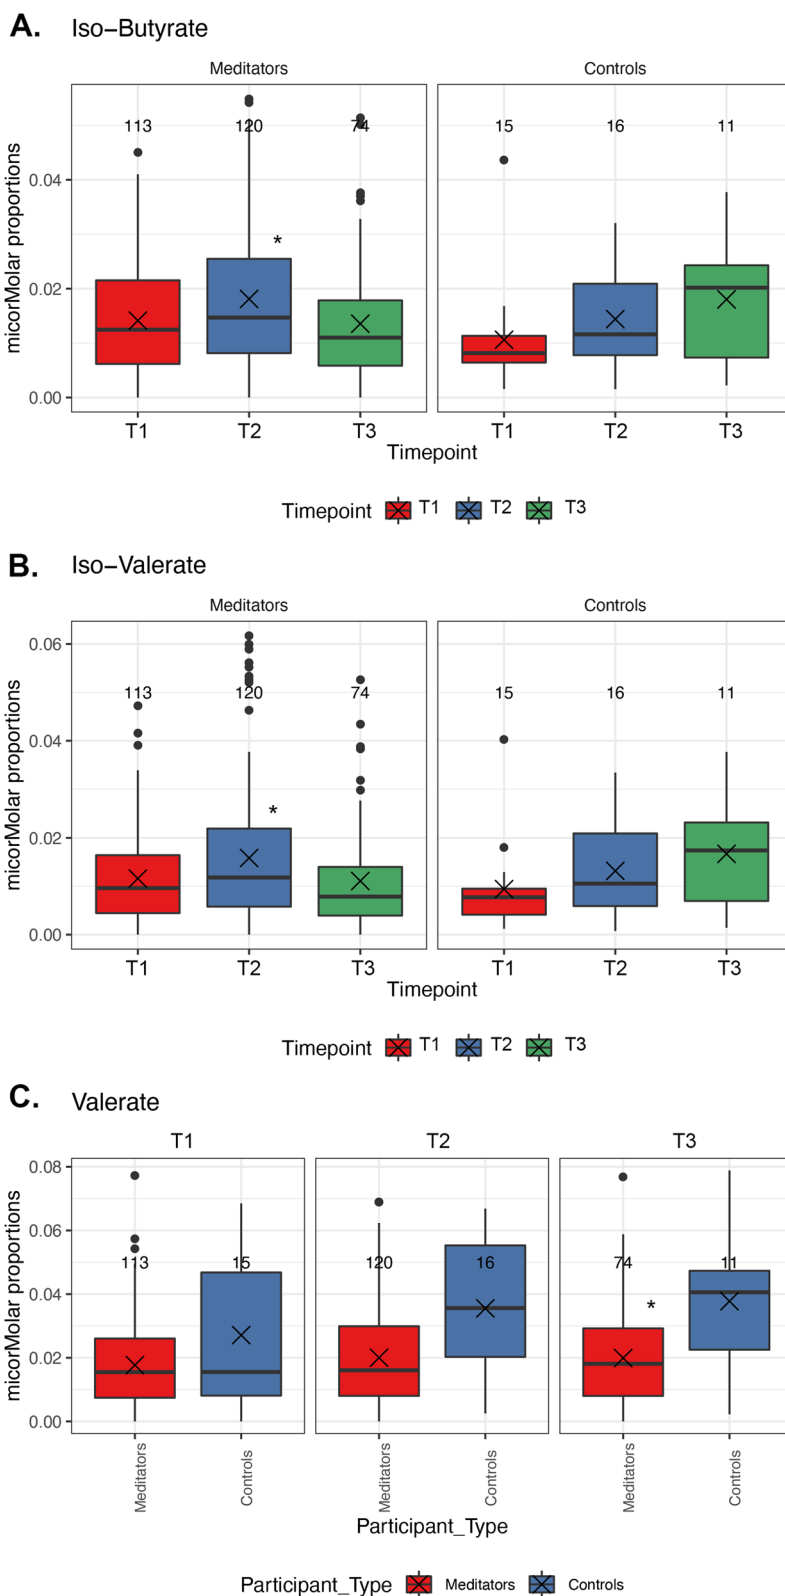 A. Iso−Butyrate
Meditators Controls
micorMolar proportions
113 120 74 15 16 11
0.04
*
0.02
0.00
T1 T2 T3 T1 T2 T3
Timepoint
Timepoint T1 T2 T3
B. Iso−Valerate
Meditators Controls
micorMolar proportions
0.06
113 120 74 15 16 11
0.04
*
0.02
0.00
T1 T2 T3 T1 T2 T3
Timepoint
Timepoint T1 T2 T3
C. Valerate
T1 T2 T3
micorMolar proportions
0.08
0.06
113 15 120 16 74 11
0.04
*
0.02
0.00
Meditators Controls Meditators Controls Meditators Controls
Participant_Type
Participant_Type Meditators Controls